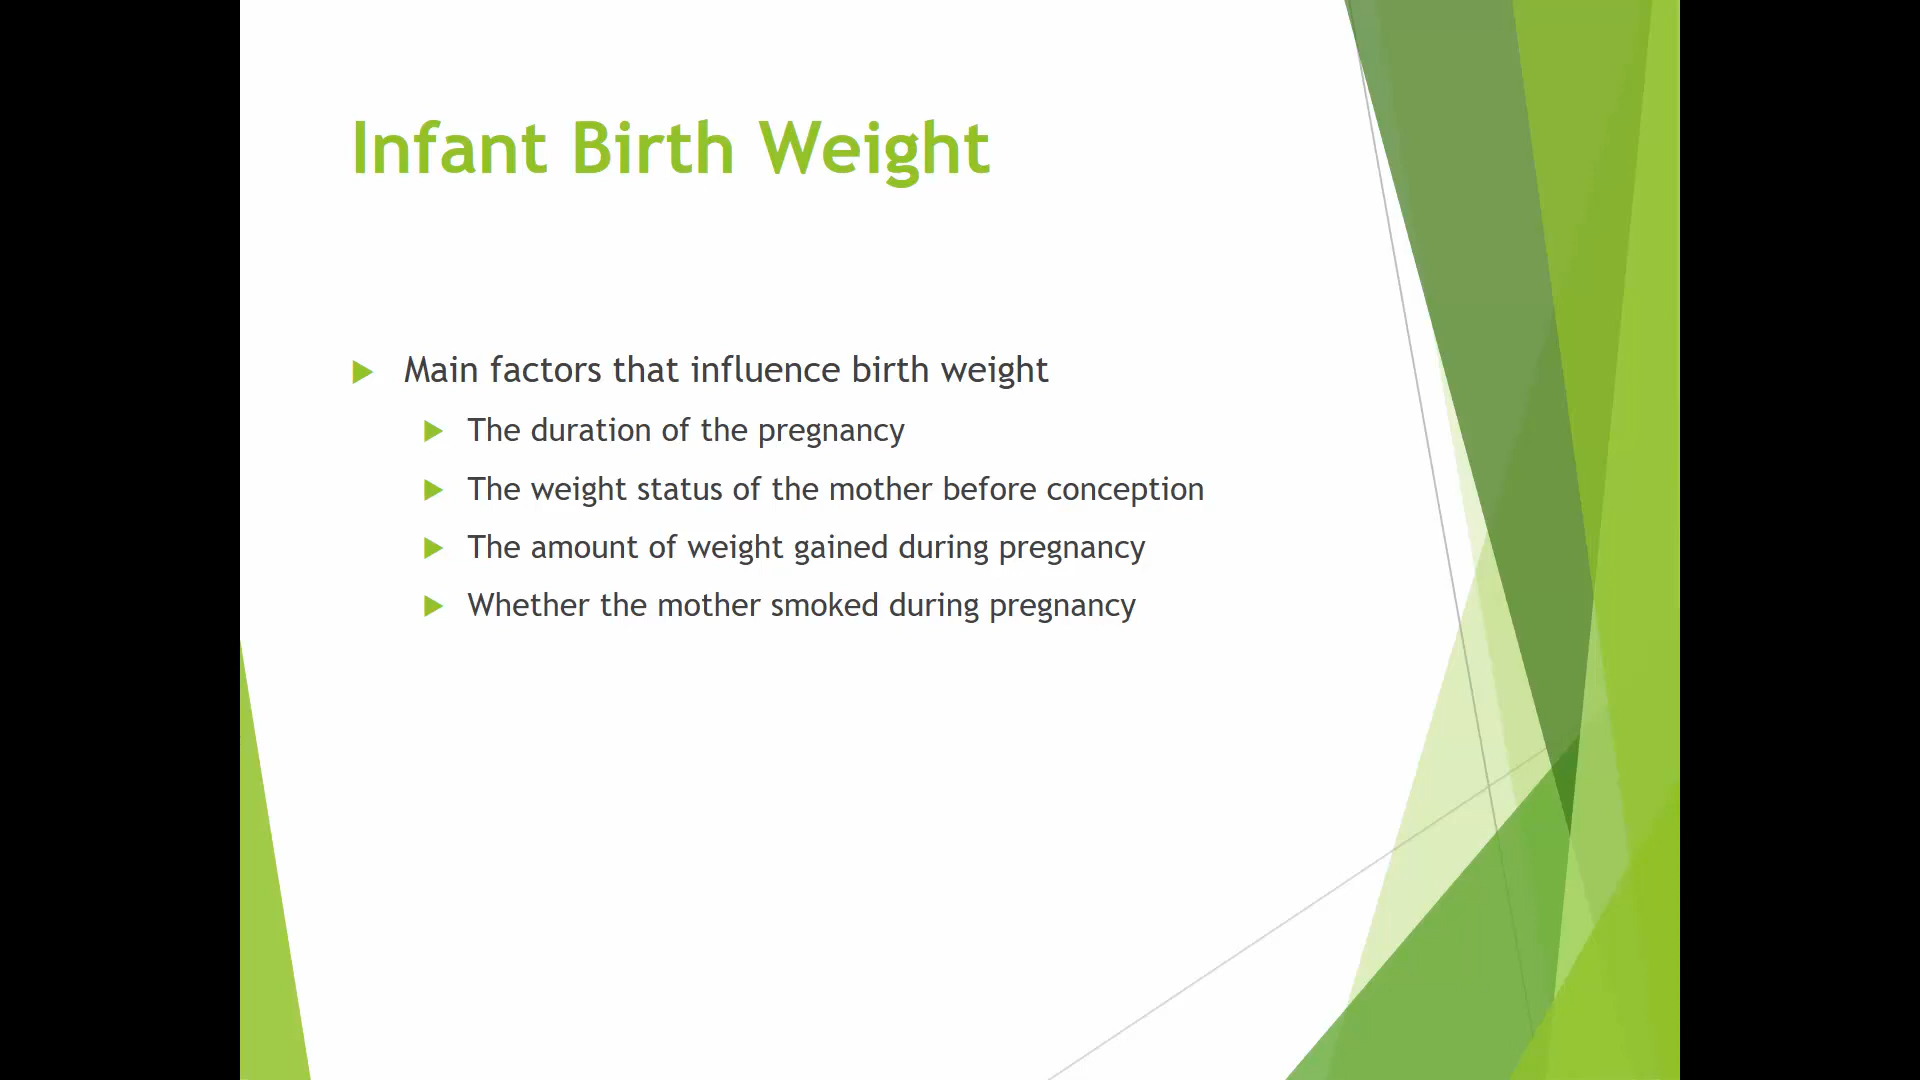 Infant Birth Weight
Main factors that influence birth weight
The duration of the pregnancy
The weight status of the mother before conception
The amount of weight gained during pregnancy
Whether the mother smoked during pregnancy